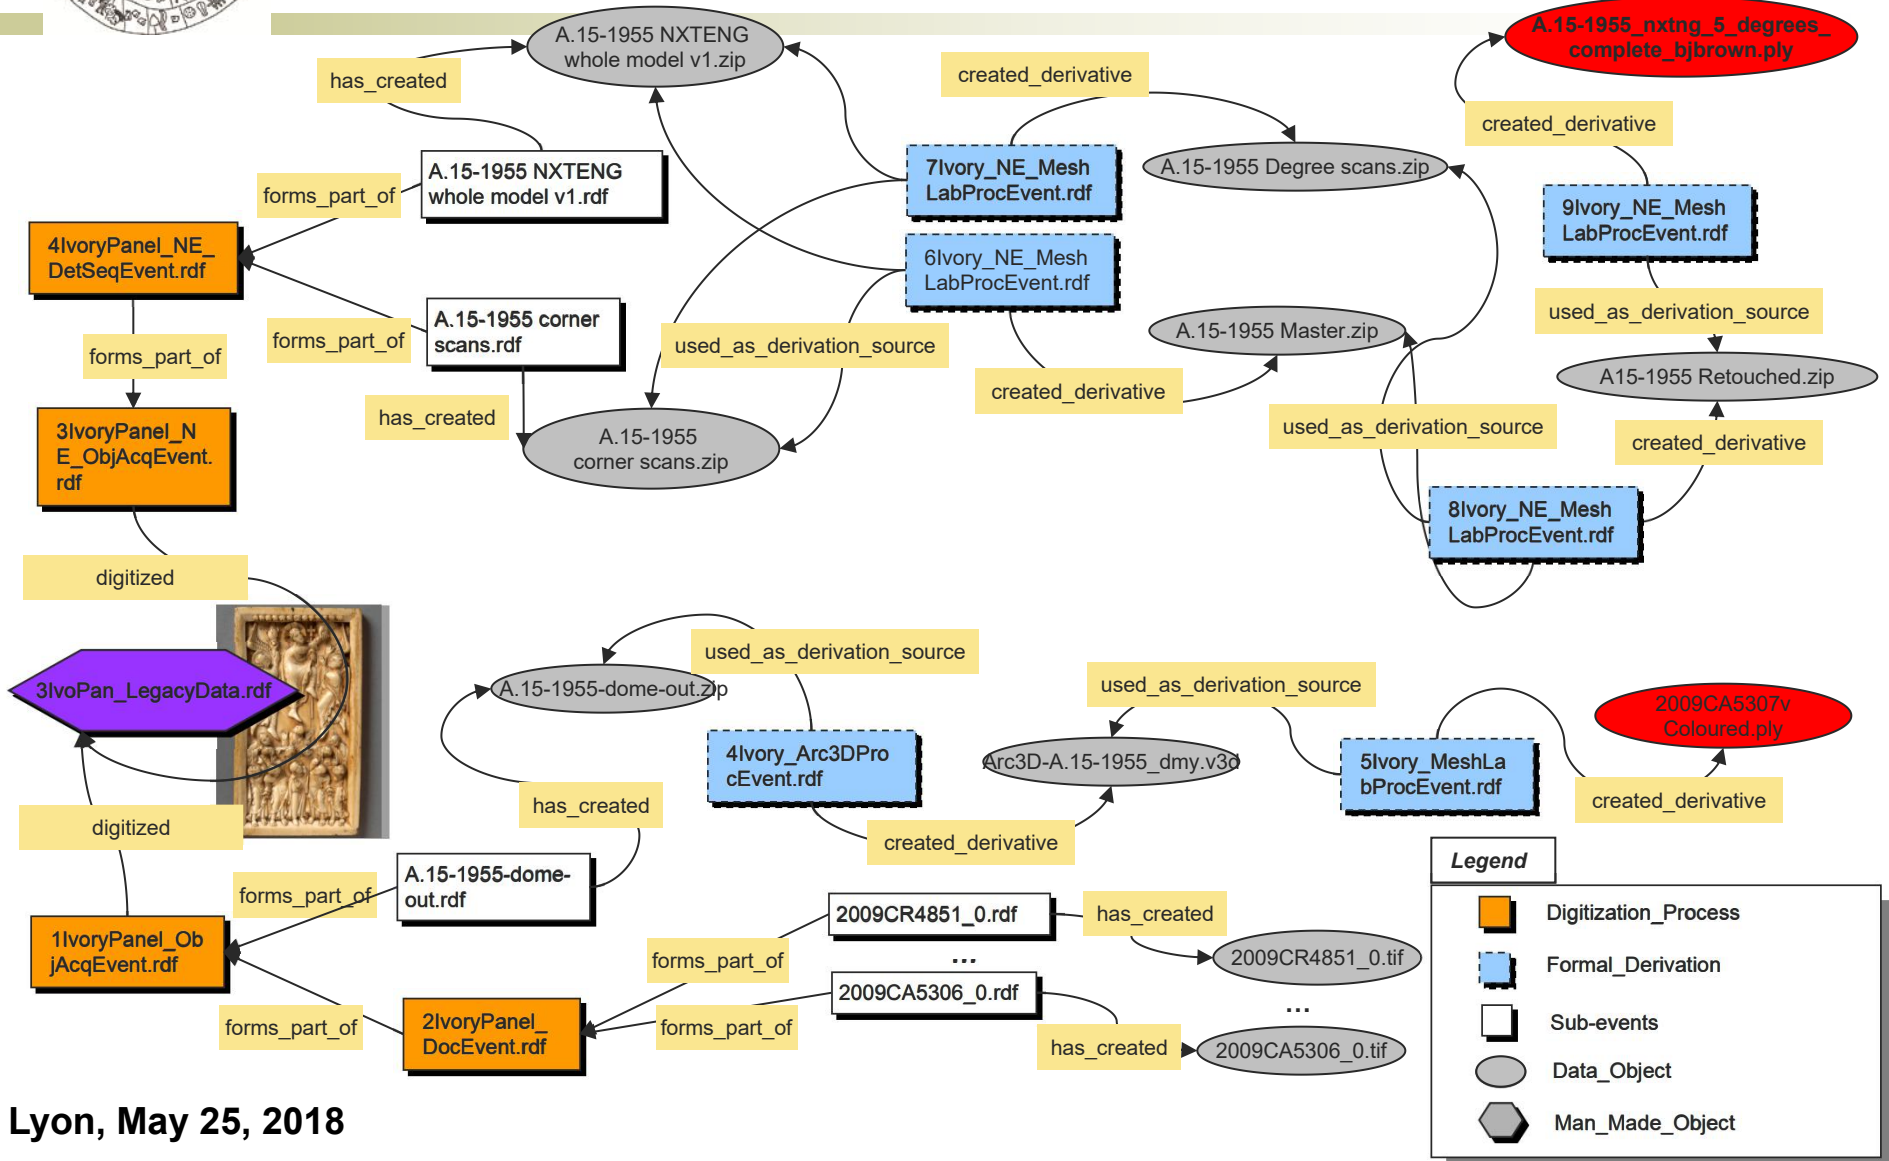 A.15-1955 NXTENG
whole model v1.zip
A.15-1955_nxtng_5_degrees_
complete_bjbrown.ply
has_created
created_derivative
created_derivative
A.15-1955 NXTENG
whole model v1.rdf
7Ivory_NE_Mesh
LabProcEvent.rdf
A.15-1955 Degree scans.zip
forms_part_of
9Ivory_NE_Mesh
LabProcEvent.rdf
4IvoryPanel_NE_
DetSeqEvent.rdf
6Ivory_NE_Mesh
LabProcEvent.rdf
used_as_derivation_source
A.15-1955 corner
scans.rdf
forms_part_of
forms_part_of
used_as_derivation_source
A.15-1955 Master.zip
A15-1955 Retouched.zip
created_derivative
has_created
3IvoryPanel_N
E_ObjAcqEvent.
rdf
A.15-1955
corner scans.zip
used_as_derivation_source
created_derivative
8Ivory_NE_Mesh
LabProcEvent.rdf
digitized
used_as_derivation_source
3IvoPan_LegacyData.rdf
A.15-1955-dome-out.zip
used_as_derivation_source
2009CA5307v
Coloured.ply
4Ivory_Arc3DPro
cEvent.rdf
Arc3D-A.15-1955_dmy.v3d
5Ivory_MeshLa
bProcEvent.rdf
has_created
created_derivative
digitized
created_derivative
A.15-1955-dome-
out.rdf
forms_part_of
Legend
2009CR4851_0.rdf
has_created
Digitization_Process
1IvoryPanel_Ob
jAcqEvent.rdf
forms_part_of
...
2009CR4851_0.tif
Formal_Derivation
2009CA5306_0.rdf
...
forms_part_of
2IvoryPanel_
DocEvent.rdf
forms_part_of
has_created
2009CA5306_0.tif
Sub-events
Data_Object
Man_Made_Object
Lyon, May 25, 2018